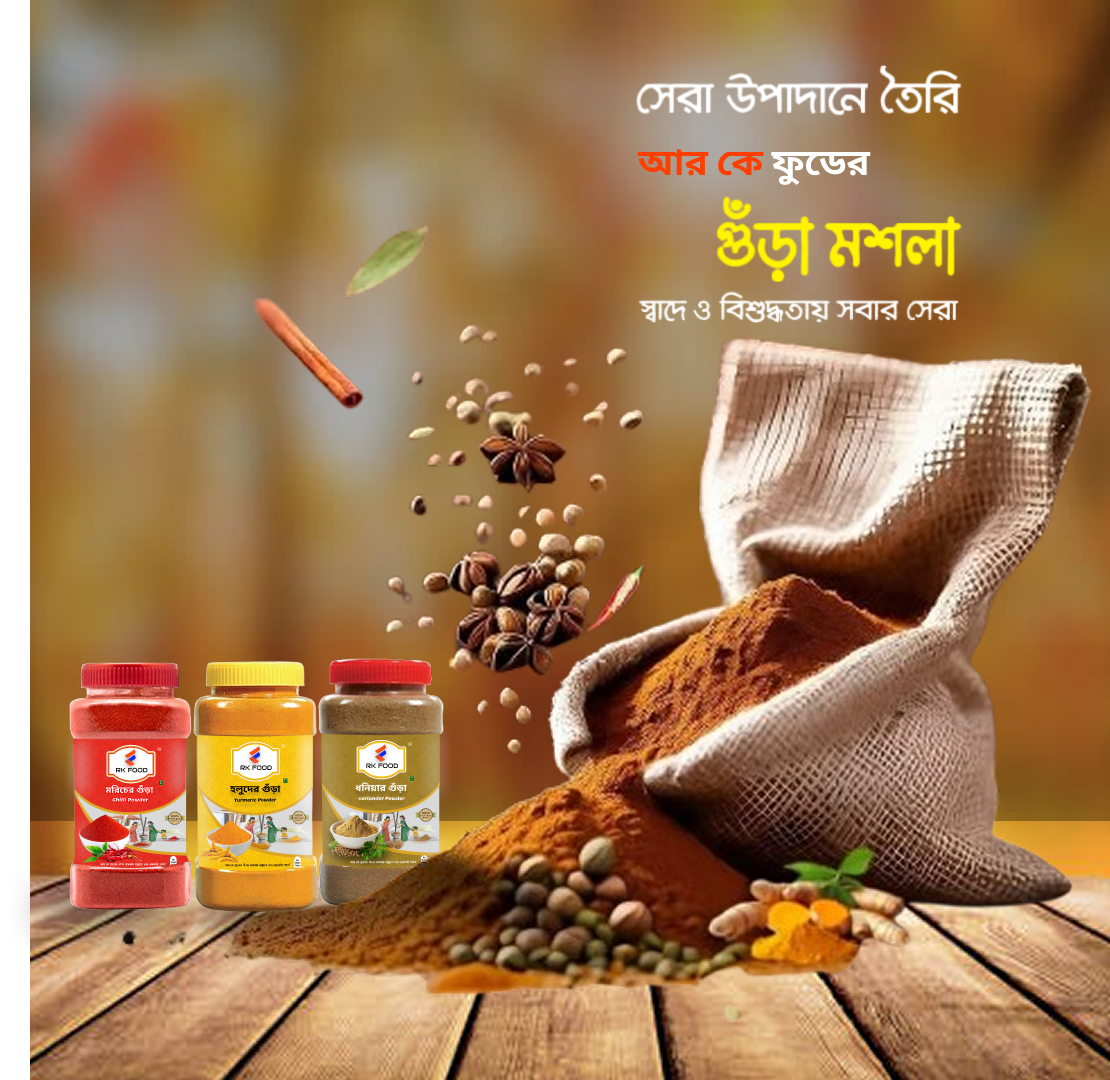 সেরা উপাদানে তৈরি
আর কে ফুডের
গুঁড়া মশলা
স্বাদে ও বিশুদ্ধতায় সবার সেরা
RK FOOD
মরিচের গুঁড়া
Chilli Powder
RK FOOD
হলুদের গুঁড়া
Turmeric Powder
RK FOOD
ধনিয়ার গুঁড়া
coriander Powder